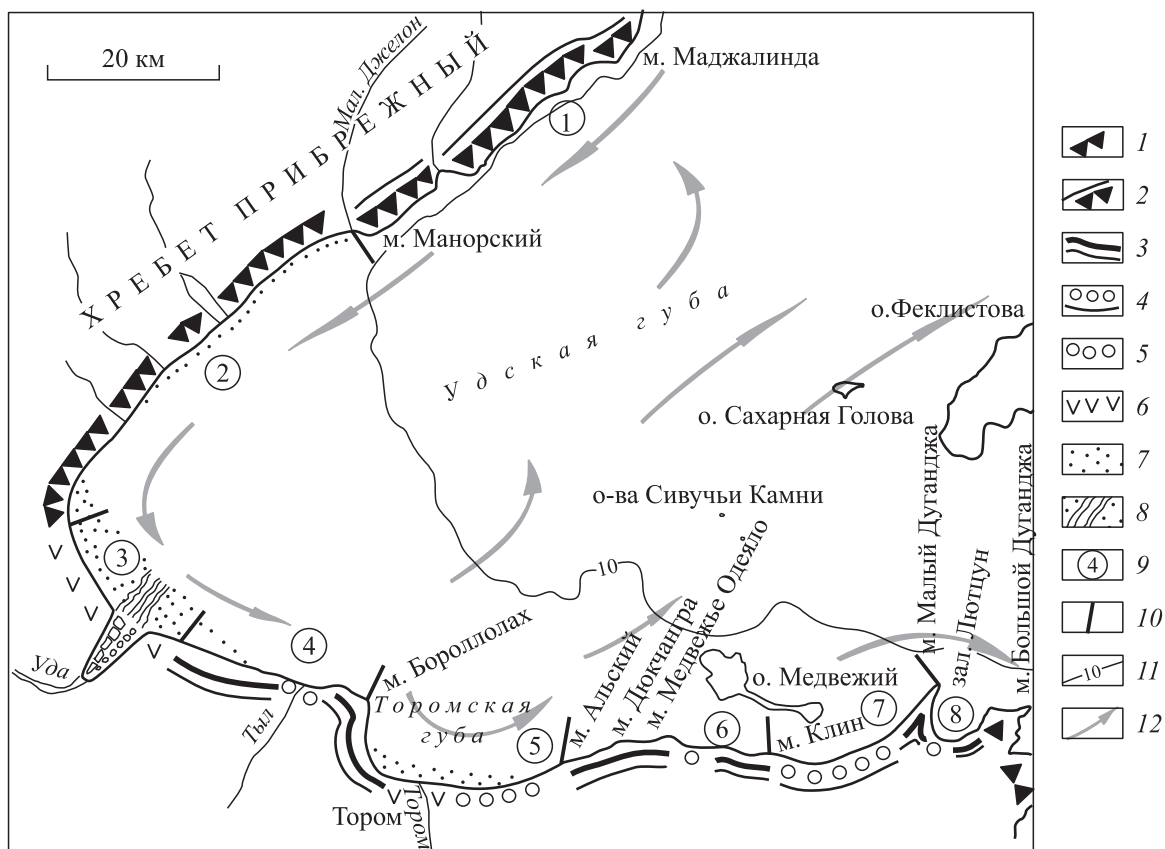 20 км
ХРЕБЕТ ПРИБРЕЖНЫЙ
Мал. Джелон
м. Маджалинда
1
м. Манорский
2
Удская губа
о.Феклистова
о. Сахарная Голова
о-ва Сивучьи Камни
10
3
Уда
4
Тыл
м. Бороллолах
Торомская
губа
5
Тором
Тором
м. Альский
м. Дюкчангра
м. Медвежье Одеяло
о. Медвежий
6
м. Клин
7
м. Малый Дуганджа
зал. Лютцун
8
м. Большой Дуганджа
1
2
3
4
5
6
7
8
4 9
10
10 11
12